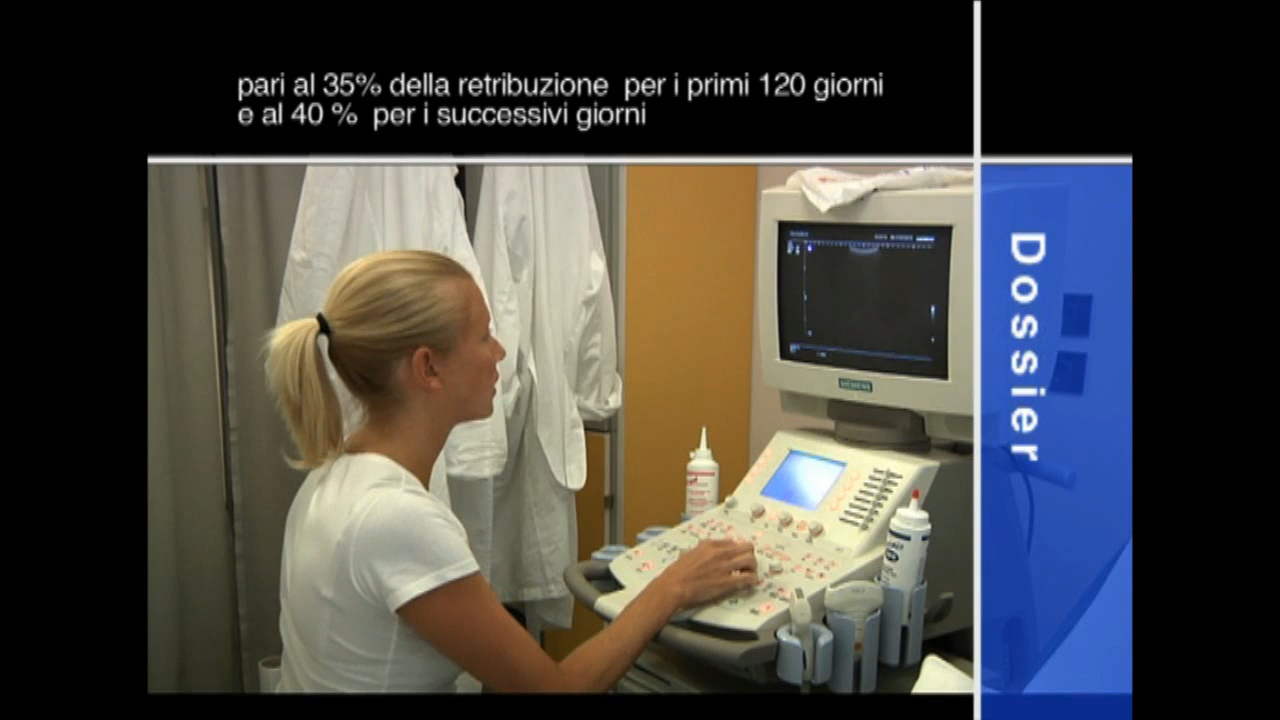 pari al 35% della retribuzione per i primi 120 giorni
e al 40 % per i successivi giorni
Dossier
SIEMENS